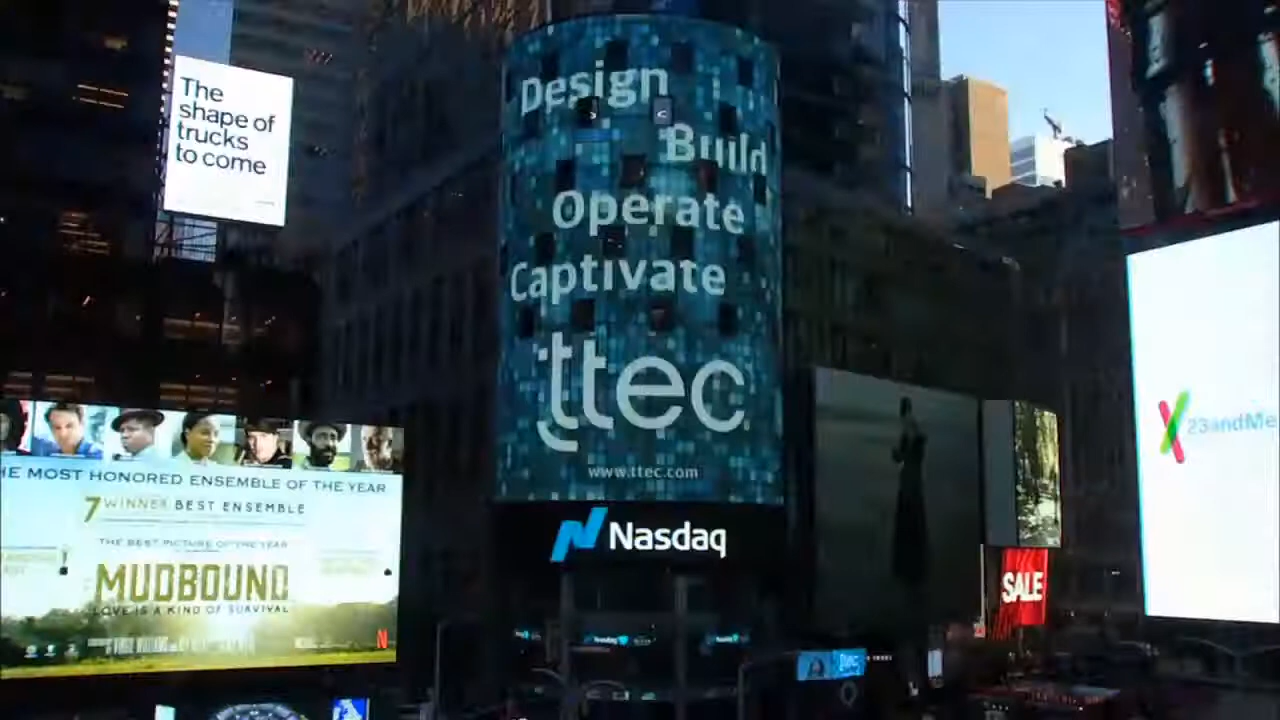 The
shape of
trucks
to come
Design
Build
Operate
Captivate
ttec
www.ttec.com
Nasdaq
HE MOST HONORED ENSEMBLE OF THE YEAR
7 WINNER BEST ENSEMBLE
THE BEST PICTURE OF THE YEAR
MUDBOUND
LOVE IS A KIND OF SURVIVAL
N
SALE
23andMe